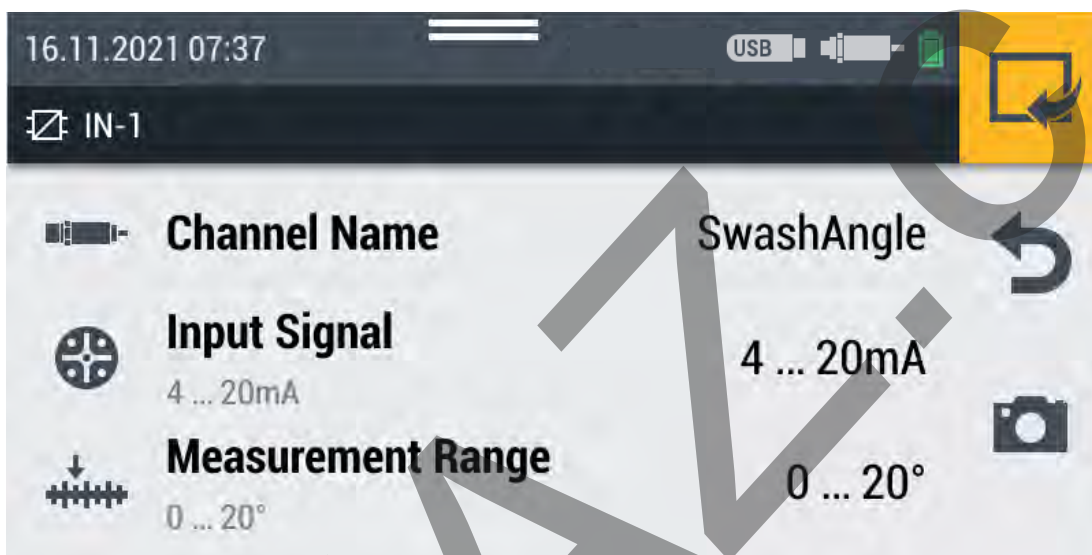 16.11.2021 07:37
USB
IN-1
Channel Name SwashAngle
Input Signal
4 ... 20mA
4 ... 20mA
Measurement Range
0 ... 20°
0 ... 20°